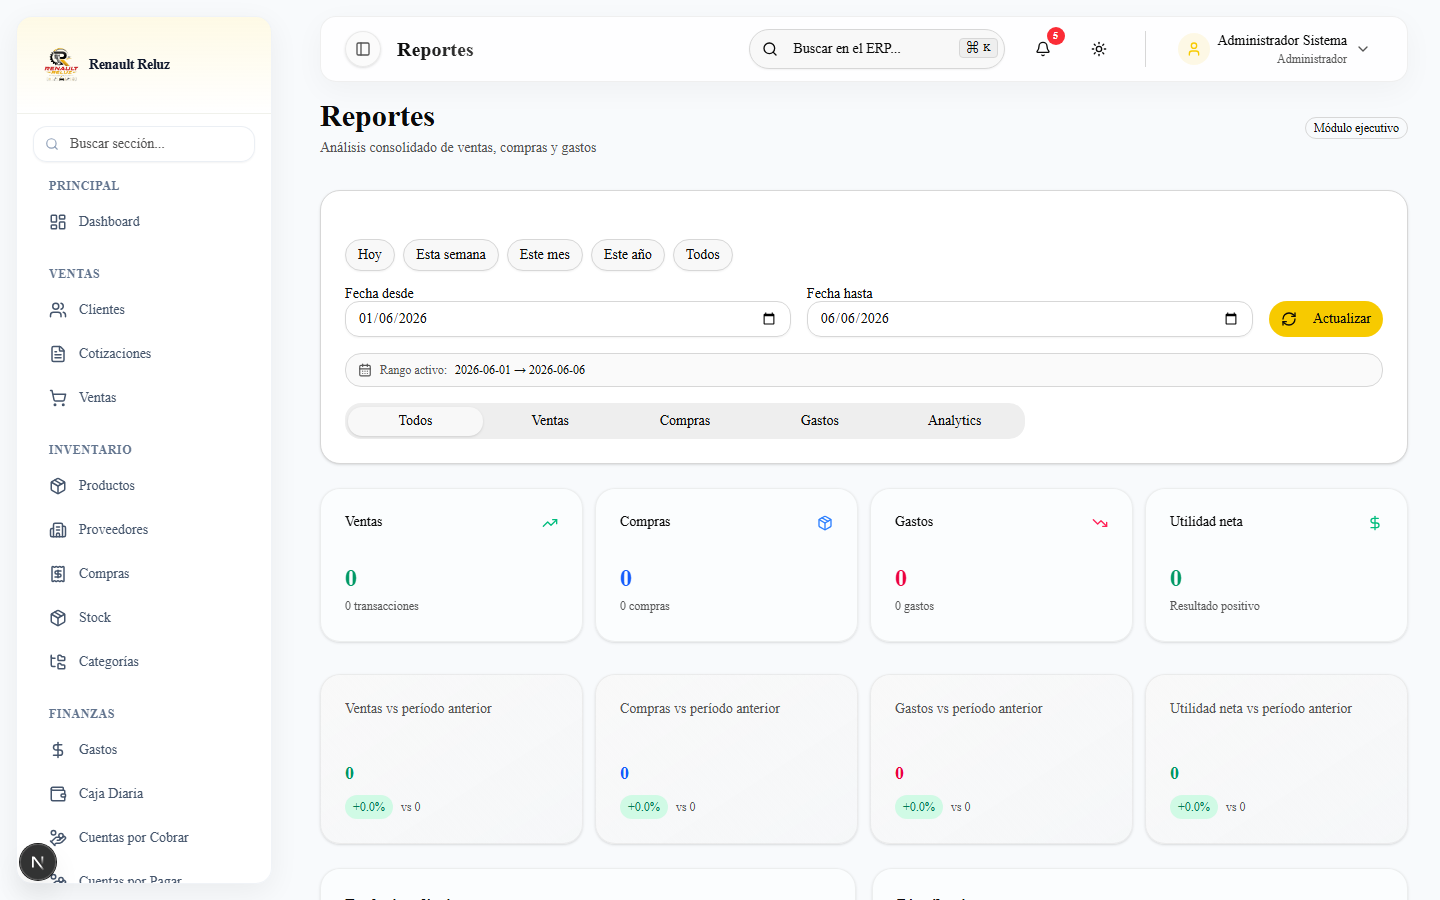 RENAULT
RELUZ
Renault Reluz
Buscar sección...
PRINCIPAL
Dashboard
VENTAS
Clientes
Cotizaciones
Ventas
INVENTARIO
Productos
Proveedores
Compras
Stock
Categorías
FINANZAS
Gastos
Caja Diaria
Cuentas por Cobrar
Cuentas por Pagar
N
Reportes
Buscar en el ERP...
⌘ K
5
Administrador Sistema
Administrador
Reportes
Análisis consolidado de ventas, compras y gastos
Módulo ejecutivo
Hoy
Esta semana
Este mes
Este año
Todos
Fecha desde
01/06/2026
Fecha hasta
06/06/2026
Actualizar
Rango activo: 2026-06-01 → 2026-06-06
Todos
Ventas
Compras
Gastos
Analytics
Ventas
0
0 transacciones
Compras
0
0 compras
Gastos
0
0 gastos
Utilidad neta
0
Resultado positivo
Ventas vs período anterior
0
+0.0% vs 0
Compras vs período anterior
0
+0.0% vs 0
Gastos vs período anterior
0
+0.0% vs 0
Utilidad neta vs período anterior
0
+0.0% vs 0